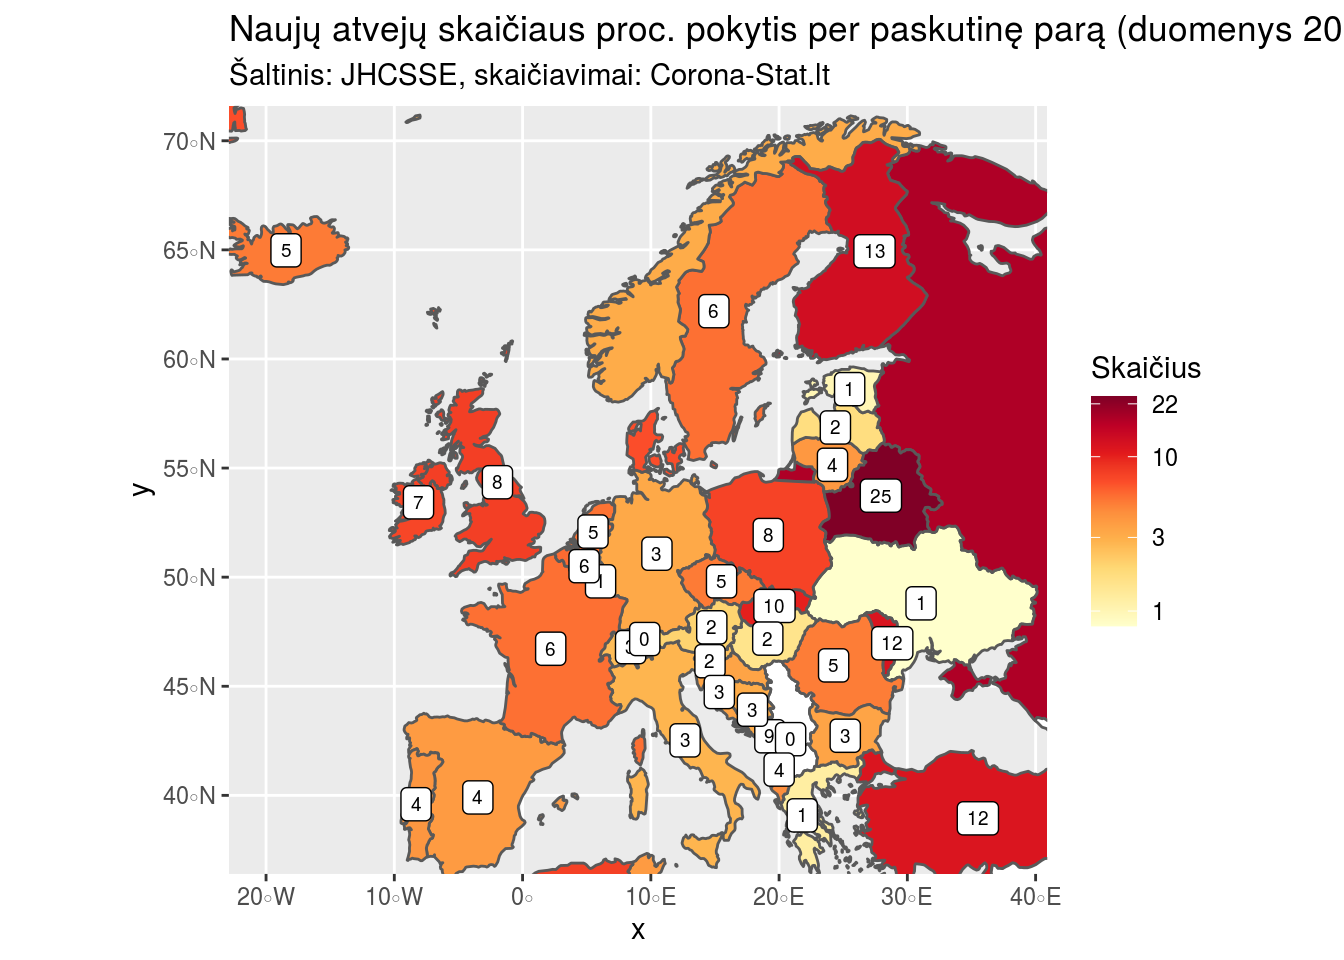 Naujų atvejų skaičiaus proc. pokytis per paskutinę parą (duomenys 20
Šaltinis: JHCSSE, skaičiavimai: Corona-Stat.lt
70◦N
65◦N
60◦N
55◦N
50◦N
45◦N
40◦N
y
5
13
6
1
2
4
25
8
7
5
3
8
6
1
5
10
1
2
2
12
0
6
2
5
3
3
9
0
3
3
4
4
4
1
12
20◦W
10◦W
0◦
10◦E
20◦E
30◦E
40◦E
x
Skaičius
22
10
3
1